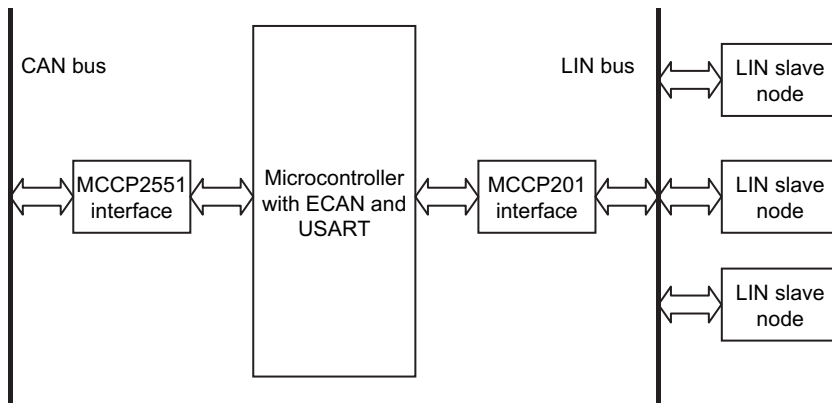 CAN bus
LIN bus
LIN slave
node
MCCP2551
interface
Microcontroller
with ECAN and
USART
MCCP201
interface
LIN slave
node
LIN slave
node